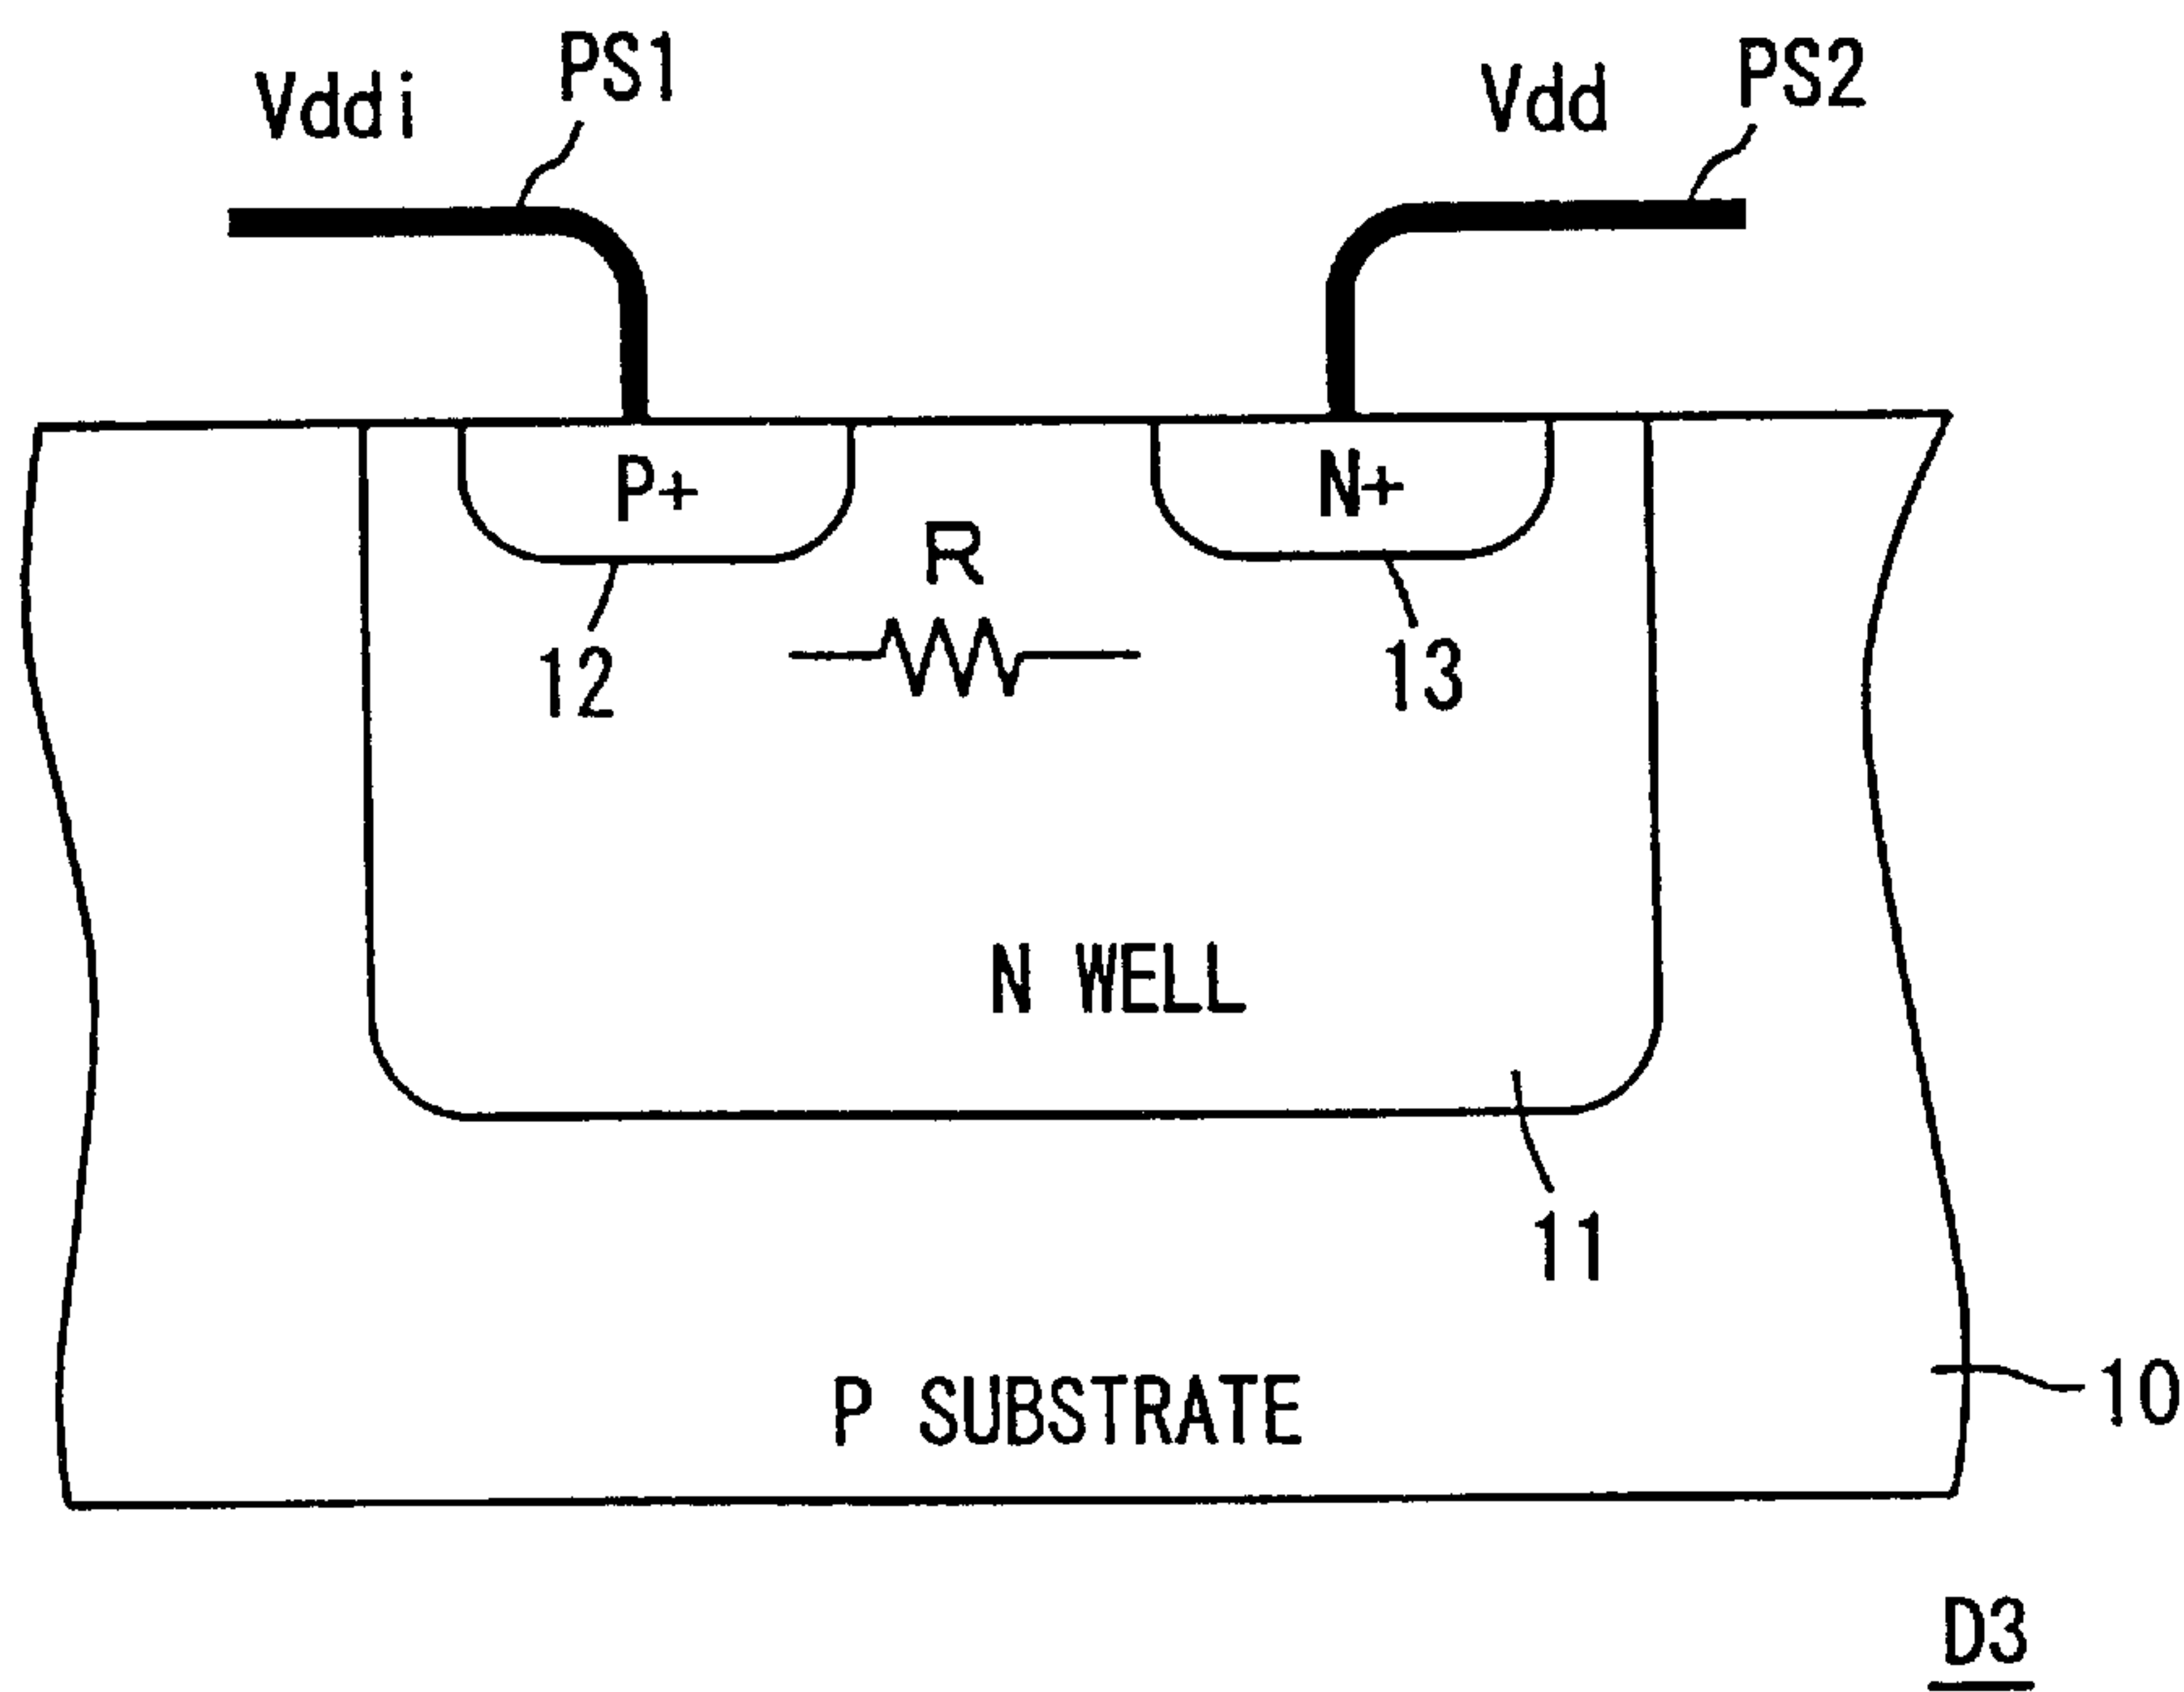 Vddi
PS1
Vdd
PS2
P+
N+
R
12
13
N WELL
11
P SUBSTRATE
10
D3